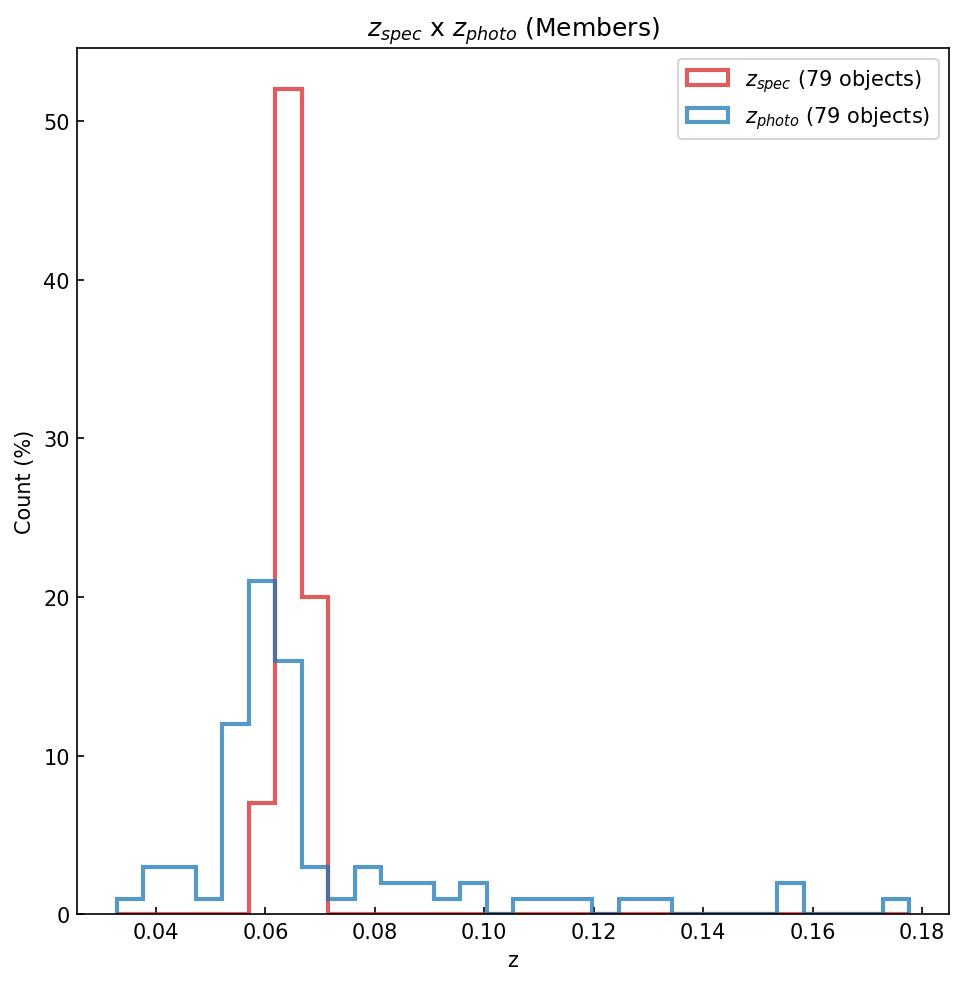 z_spec x z_photo (Members)
z_spec (79 objects)
z_photo (79 objects)
Count (%)
50
40
30
20
10
0
0.04 0.06 0.08 0.10 0.12 0.14 0.16 0.18
z